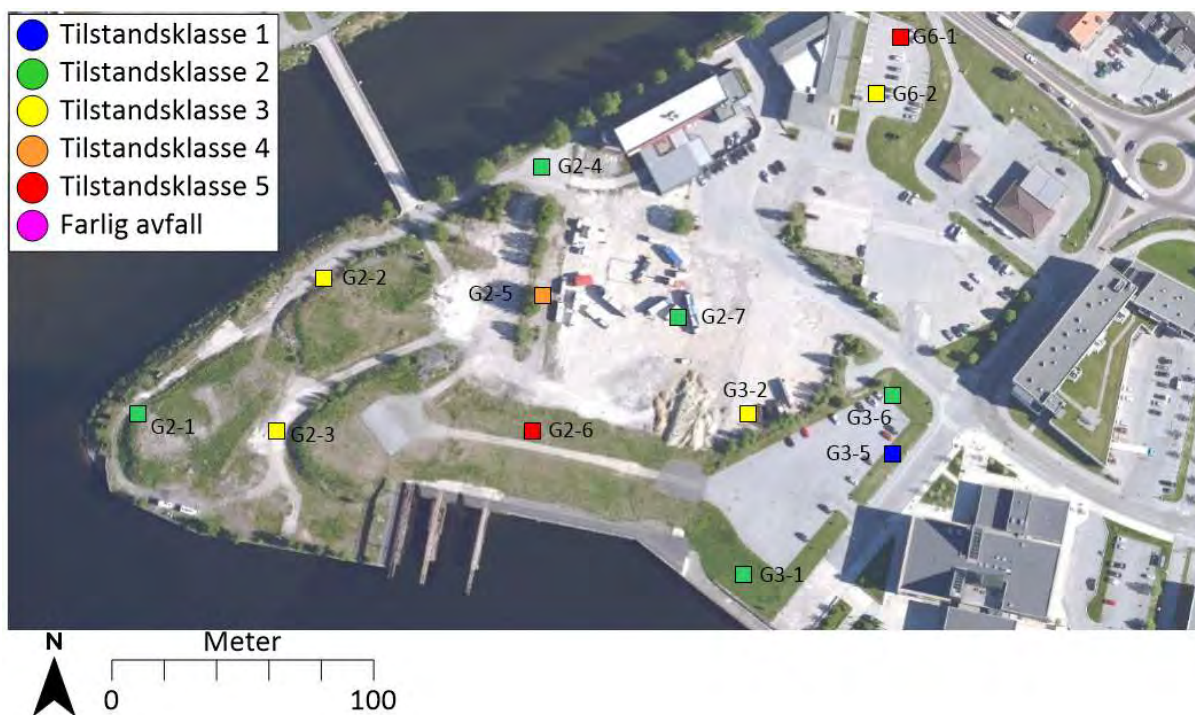 Tilstandsklasse 1
Tilstandsklasse 2
Tilstandsklasse 3
Tilstandsklasse 4
Tilstandsklasse 5
Farlig avfall
G6-1
G6-2
G2-4
G2-2
G2-5
G2-7
G3-2
G3-6
G2-1
G2-3
G2-6
G3-5
G3-1
N
Meter
0 100